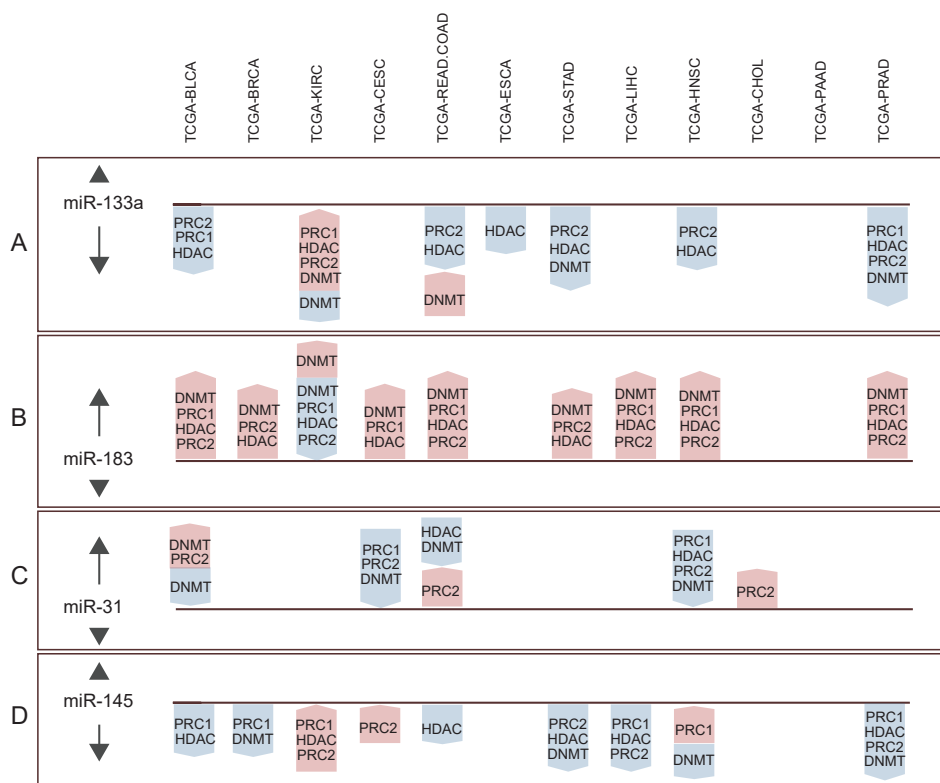 TCGA-BLCA
TCGA-BRCA
TCGA-KIRC
TCGA-CESC
TCGA-READ.COAD
TCGA-ESCA
TCGA-STAD
TCGA-LIHC
TCGA-HNSC
TCGA-CHOL
TCGA-PAAD
TCGA-PRAD
A
miR-133a
PRC2
PRC1
HDAC
PRC1
HDAC
PRC2
DNMT
DNMT
PRC2
HDAC
DNMT
HDAC
PRC2
HDAC
DNMT
PRC2
HDAC
PRC1
HDAC
PRC2
DNMT
B
miR-183
DNMT
PRC1
HDAC
PRC2
DNMT
PRC2
HDAC
DNMT
DNMT
PRC1
HDAC
PRC2
DNMT
PRC1
HDAC
DNMT
PRC1
HDAC
PRC2
DNMT
PRC2
HDAC
DNMT
PRC1
HDAC
PRC2
DNMT
PRC1
HDAC
PRC2
DNMT
PRC1
HDAC
PRC2
C
miR-31
DNMT
PRC2
DNMT
PRC1
PRC2
DNMT
HDAC
DNMT
PRC2
PRC1
HDAC
PRC2
DNMT
PRC2
D
miR-145
PRC1
HDAC
PRC1
DNMT
PRC1
HDAC
PRC2
PRC2
HDAC
PRC2
HDAC
DNMT
PRC1
HDAC
PRC2
PRC1
DNMT
PRC1
HDAC
PRC2
DNMT